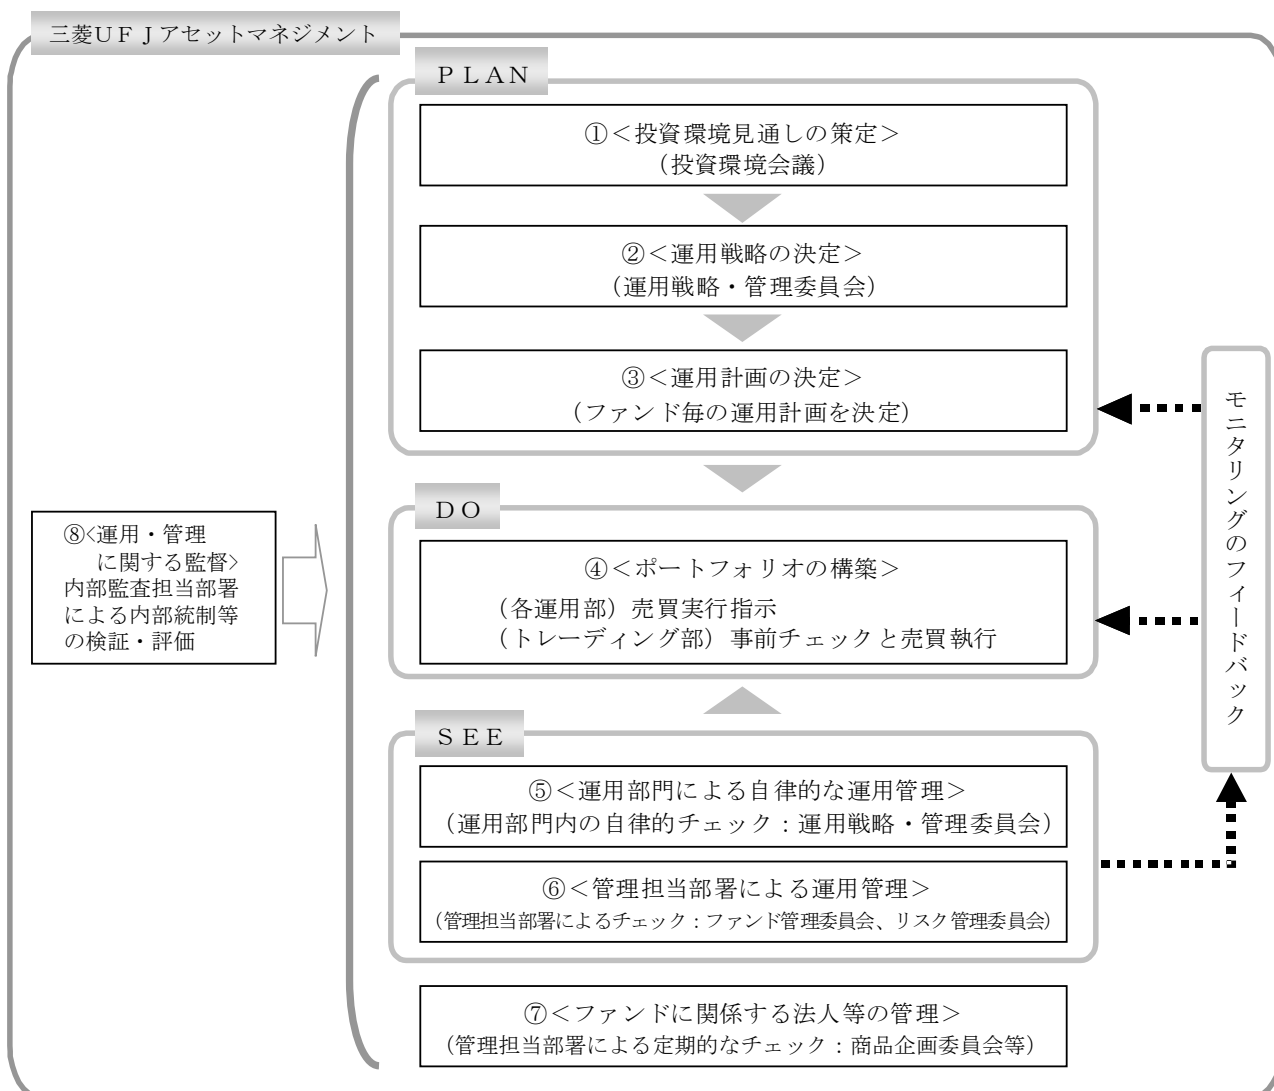 三菱ＵＦＪアセットマネジメント
ＰＬＡＮ
①＜投資環境見通しの策定＞
（投資環境会議）
②＜運用戦略の決定＞
（運用戦略・管理委員会）
③＜運用計画の決定＞
（ファンド毎の運用計画を決定）
ＤＯ
④＜ポートフォリオの構築＞
（各運用部）売買実行指示
（トレーディング部）事前チェックと売買執行
ＳＥＥ
⑤＜運用部門による自律的な運用管理＞
（運用部門内の自律的チェック：運用戦略・管理委員会）
⑥＜管理担当部署による運用管理＞
（管理担当部署によるチェック：ファンド管理委員会、リスク管理委員会）
⑦＜ファンドに関係する法人等の管理＞
（管理担当部署による定期的なチェック：商品企画委員会等）
⑧<運用・管理
に関する監督>
内部監査担当部署
による内部統制等
の検証・評価
モニタリングのフィードバック